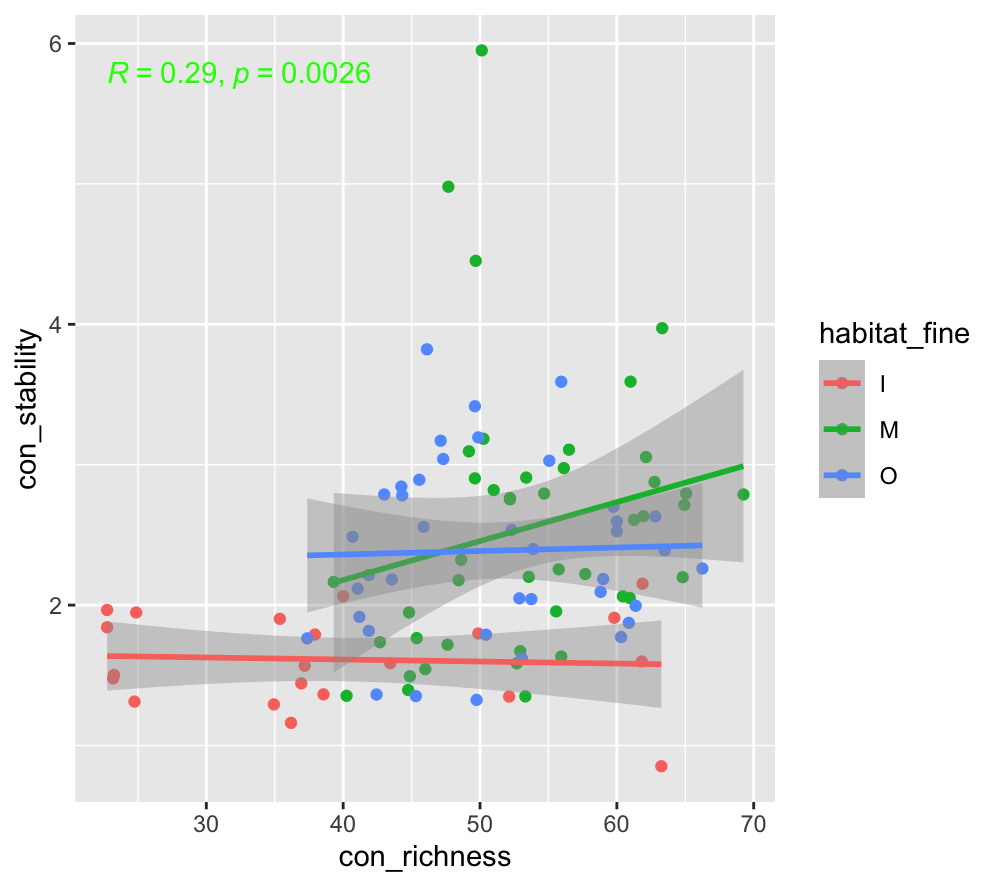 6
R = 0.29, p = 0.0026
4
2
con_stability
30 40 50 60 70
con_richness
habitat_fine
I
M
O